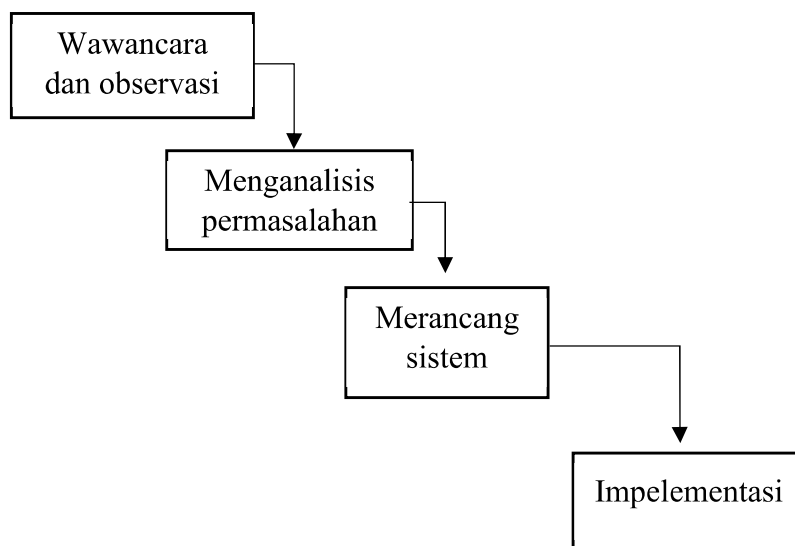 Wawancara
dan observasi
Menganalisis
permasalahan
Merancang
sistem
Impelementasi